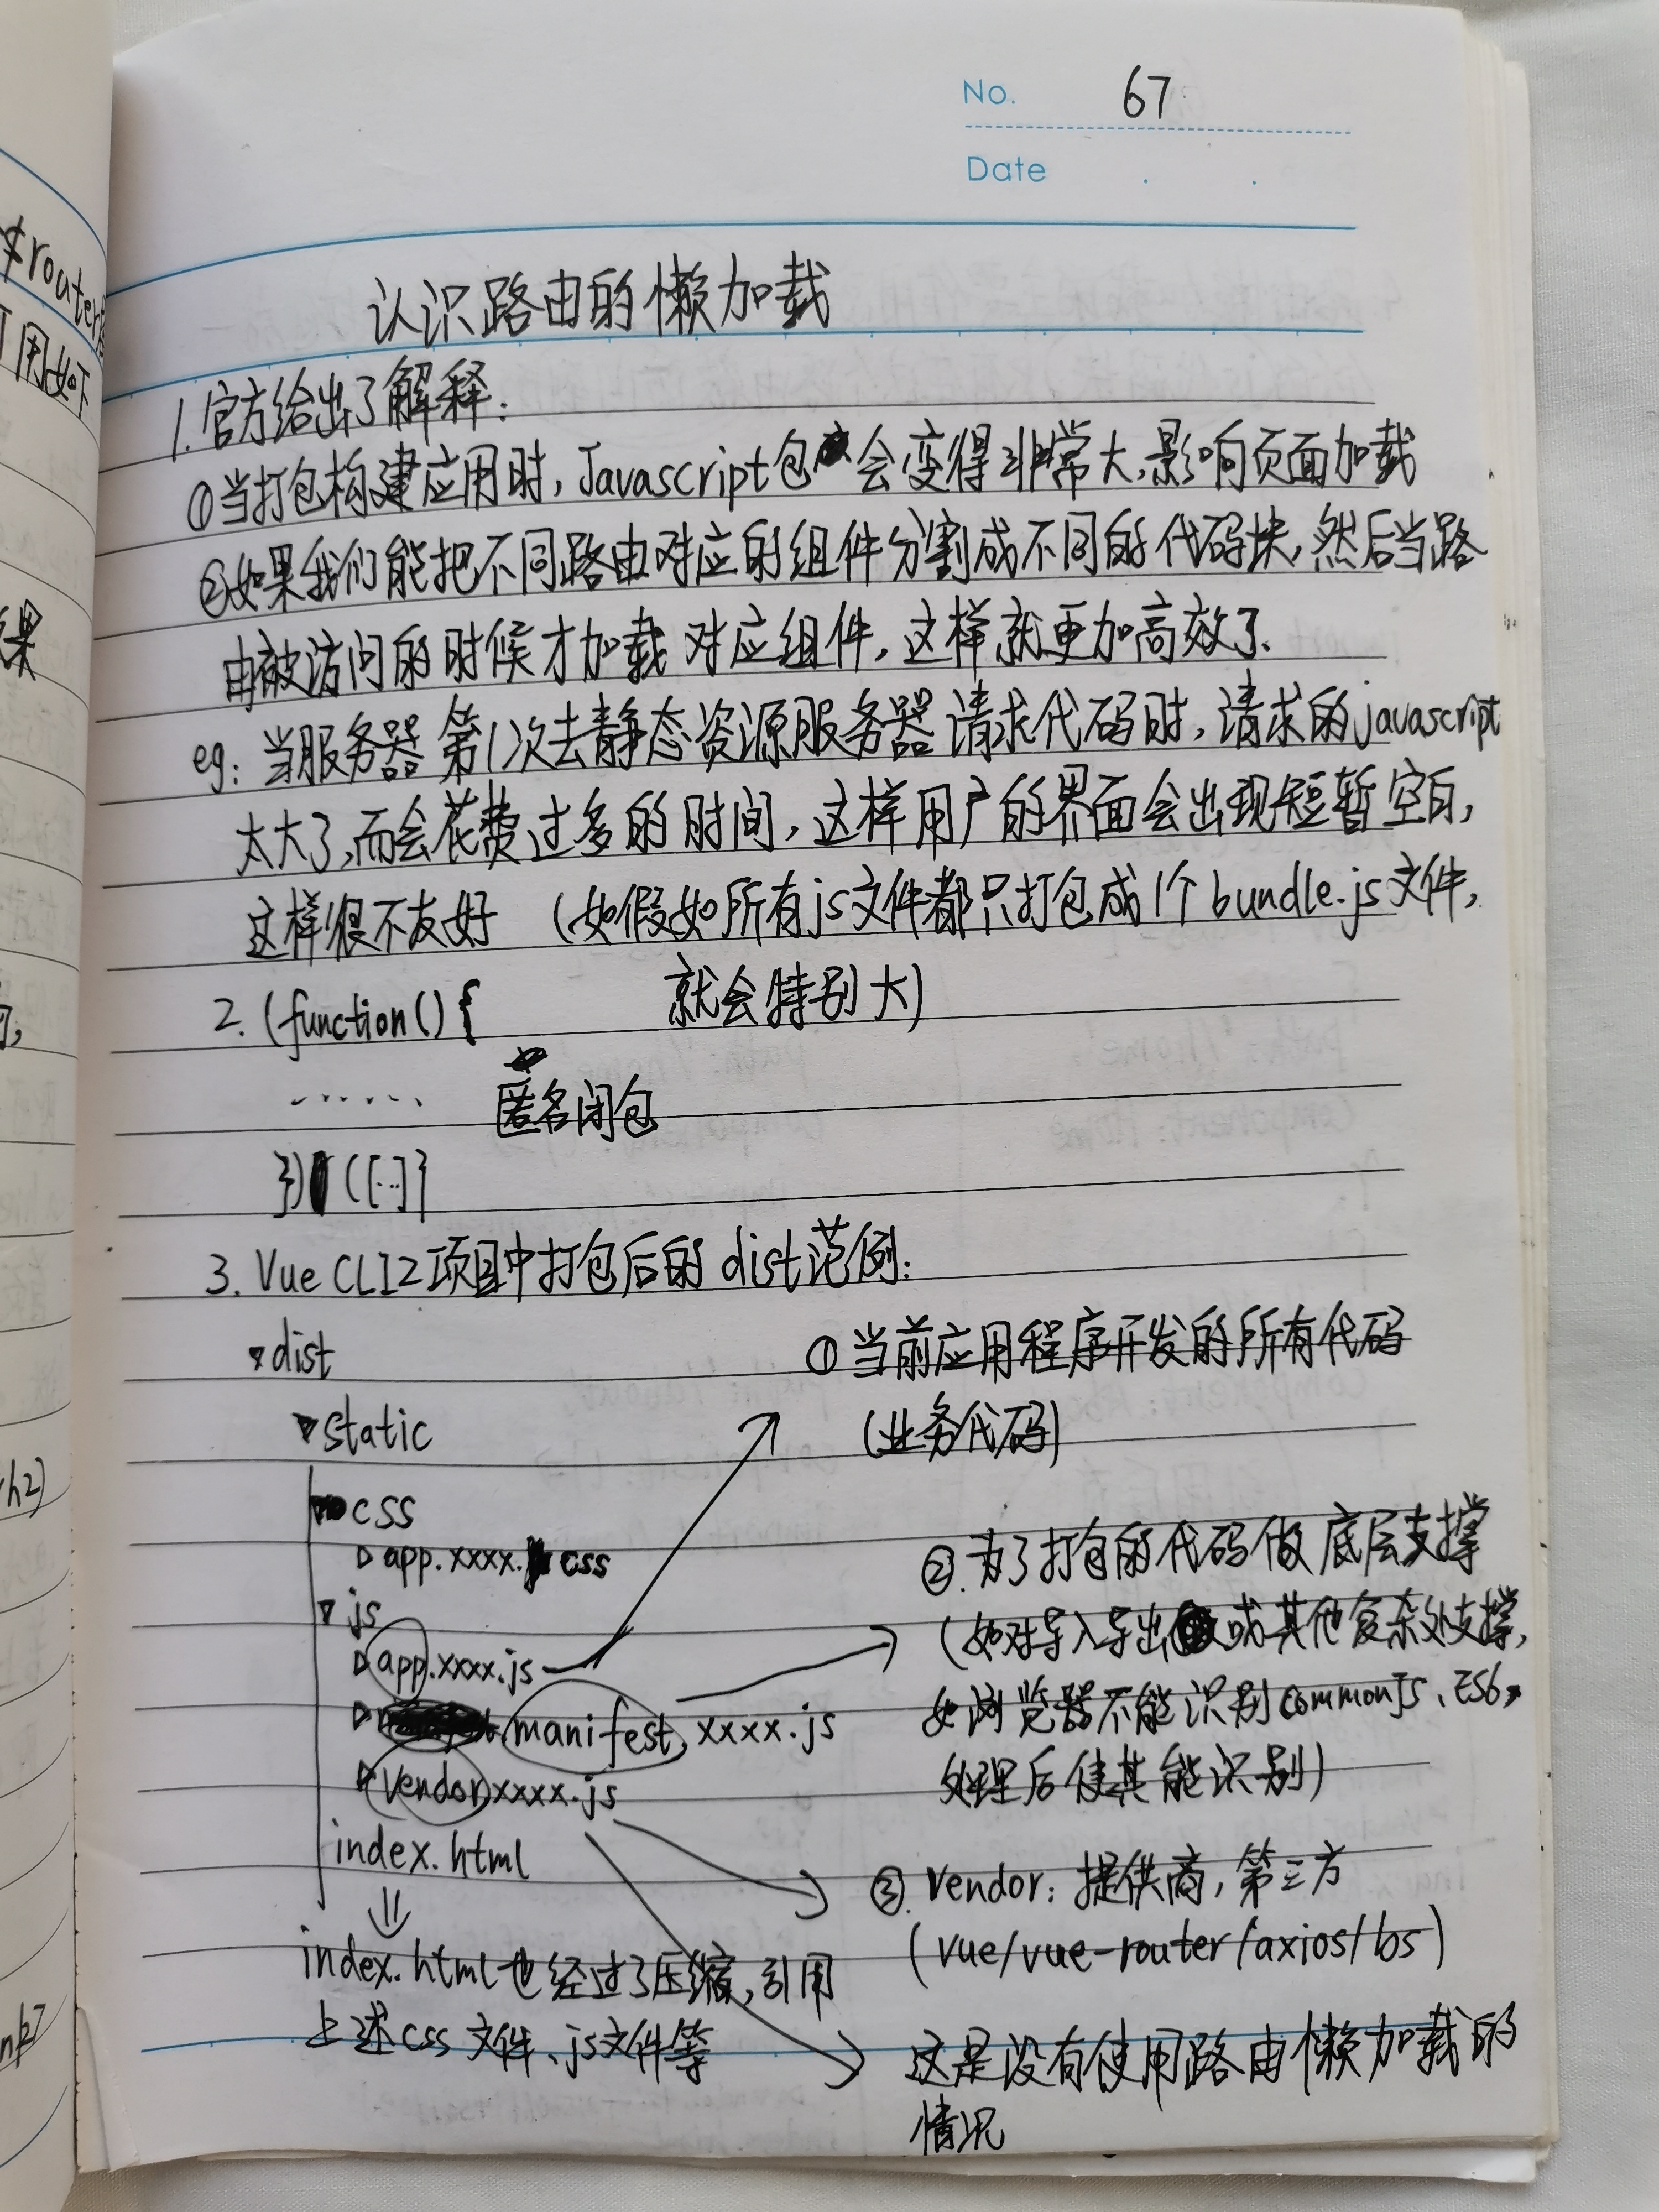 No. 67
Date
认识路由的懒加载
1.官方给出了解释:
①当打包构建应用时,Javascript包会变得非常大,影响页面加载
②如果我们能把不同路由对应的组件分割成不同的代码块,然后当路
由被访问的时候才加载对应组件,这样就更加高效了.
eg:当服务器第1次去静态资源服务器请求代码时,请求的javascript
太大了,而会花费过多的时间,这样用户的界面会出现短暂空白,
这样很不友好 (如假如所有js文件都只打包成1个bundle.js文件,
就会特别大)
2.(function(){
...... 匿名闭包
})([...]}
3.Vue CLI2项目中打包后的dist范例:
▿dist
▿static
▿css
▹app.xxxx.css
▿js
▹app.xxxx.js
▹manifest.xxxx.js
▹vendor.xxxx.js
index.html
⇓
index.html也经过了压缩,引用
上述css文件、js文件等
①当前应用程序开发的所有代码
(业务代码)
②.为了打包的代码做底层支撑
(如对导入导出或其他复杂处支撑,
如浏览器不能识别commonJS、ES6,
处理后使其能识别)
③.Vendor:提供商,第三方
(vue/vue-router/axios/bs)
这是没有使用路由懒加载的
情况
$router
用如下
果